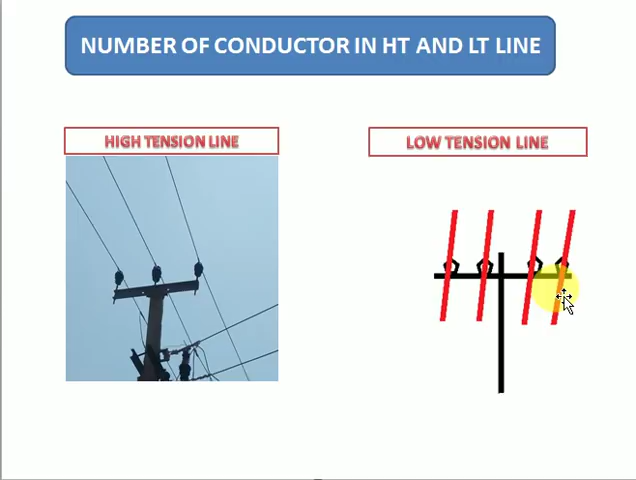 NUMBER OF CONDUCTOR IN HT AND LT LINE
HIGH TENSION LINE
LOW TENSION LINE